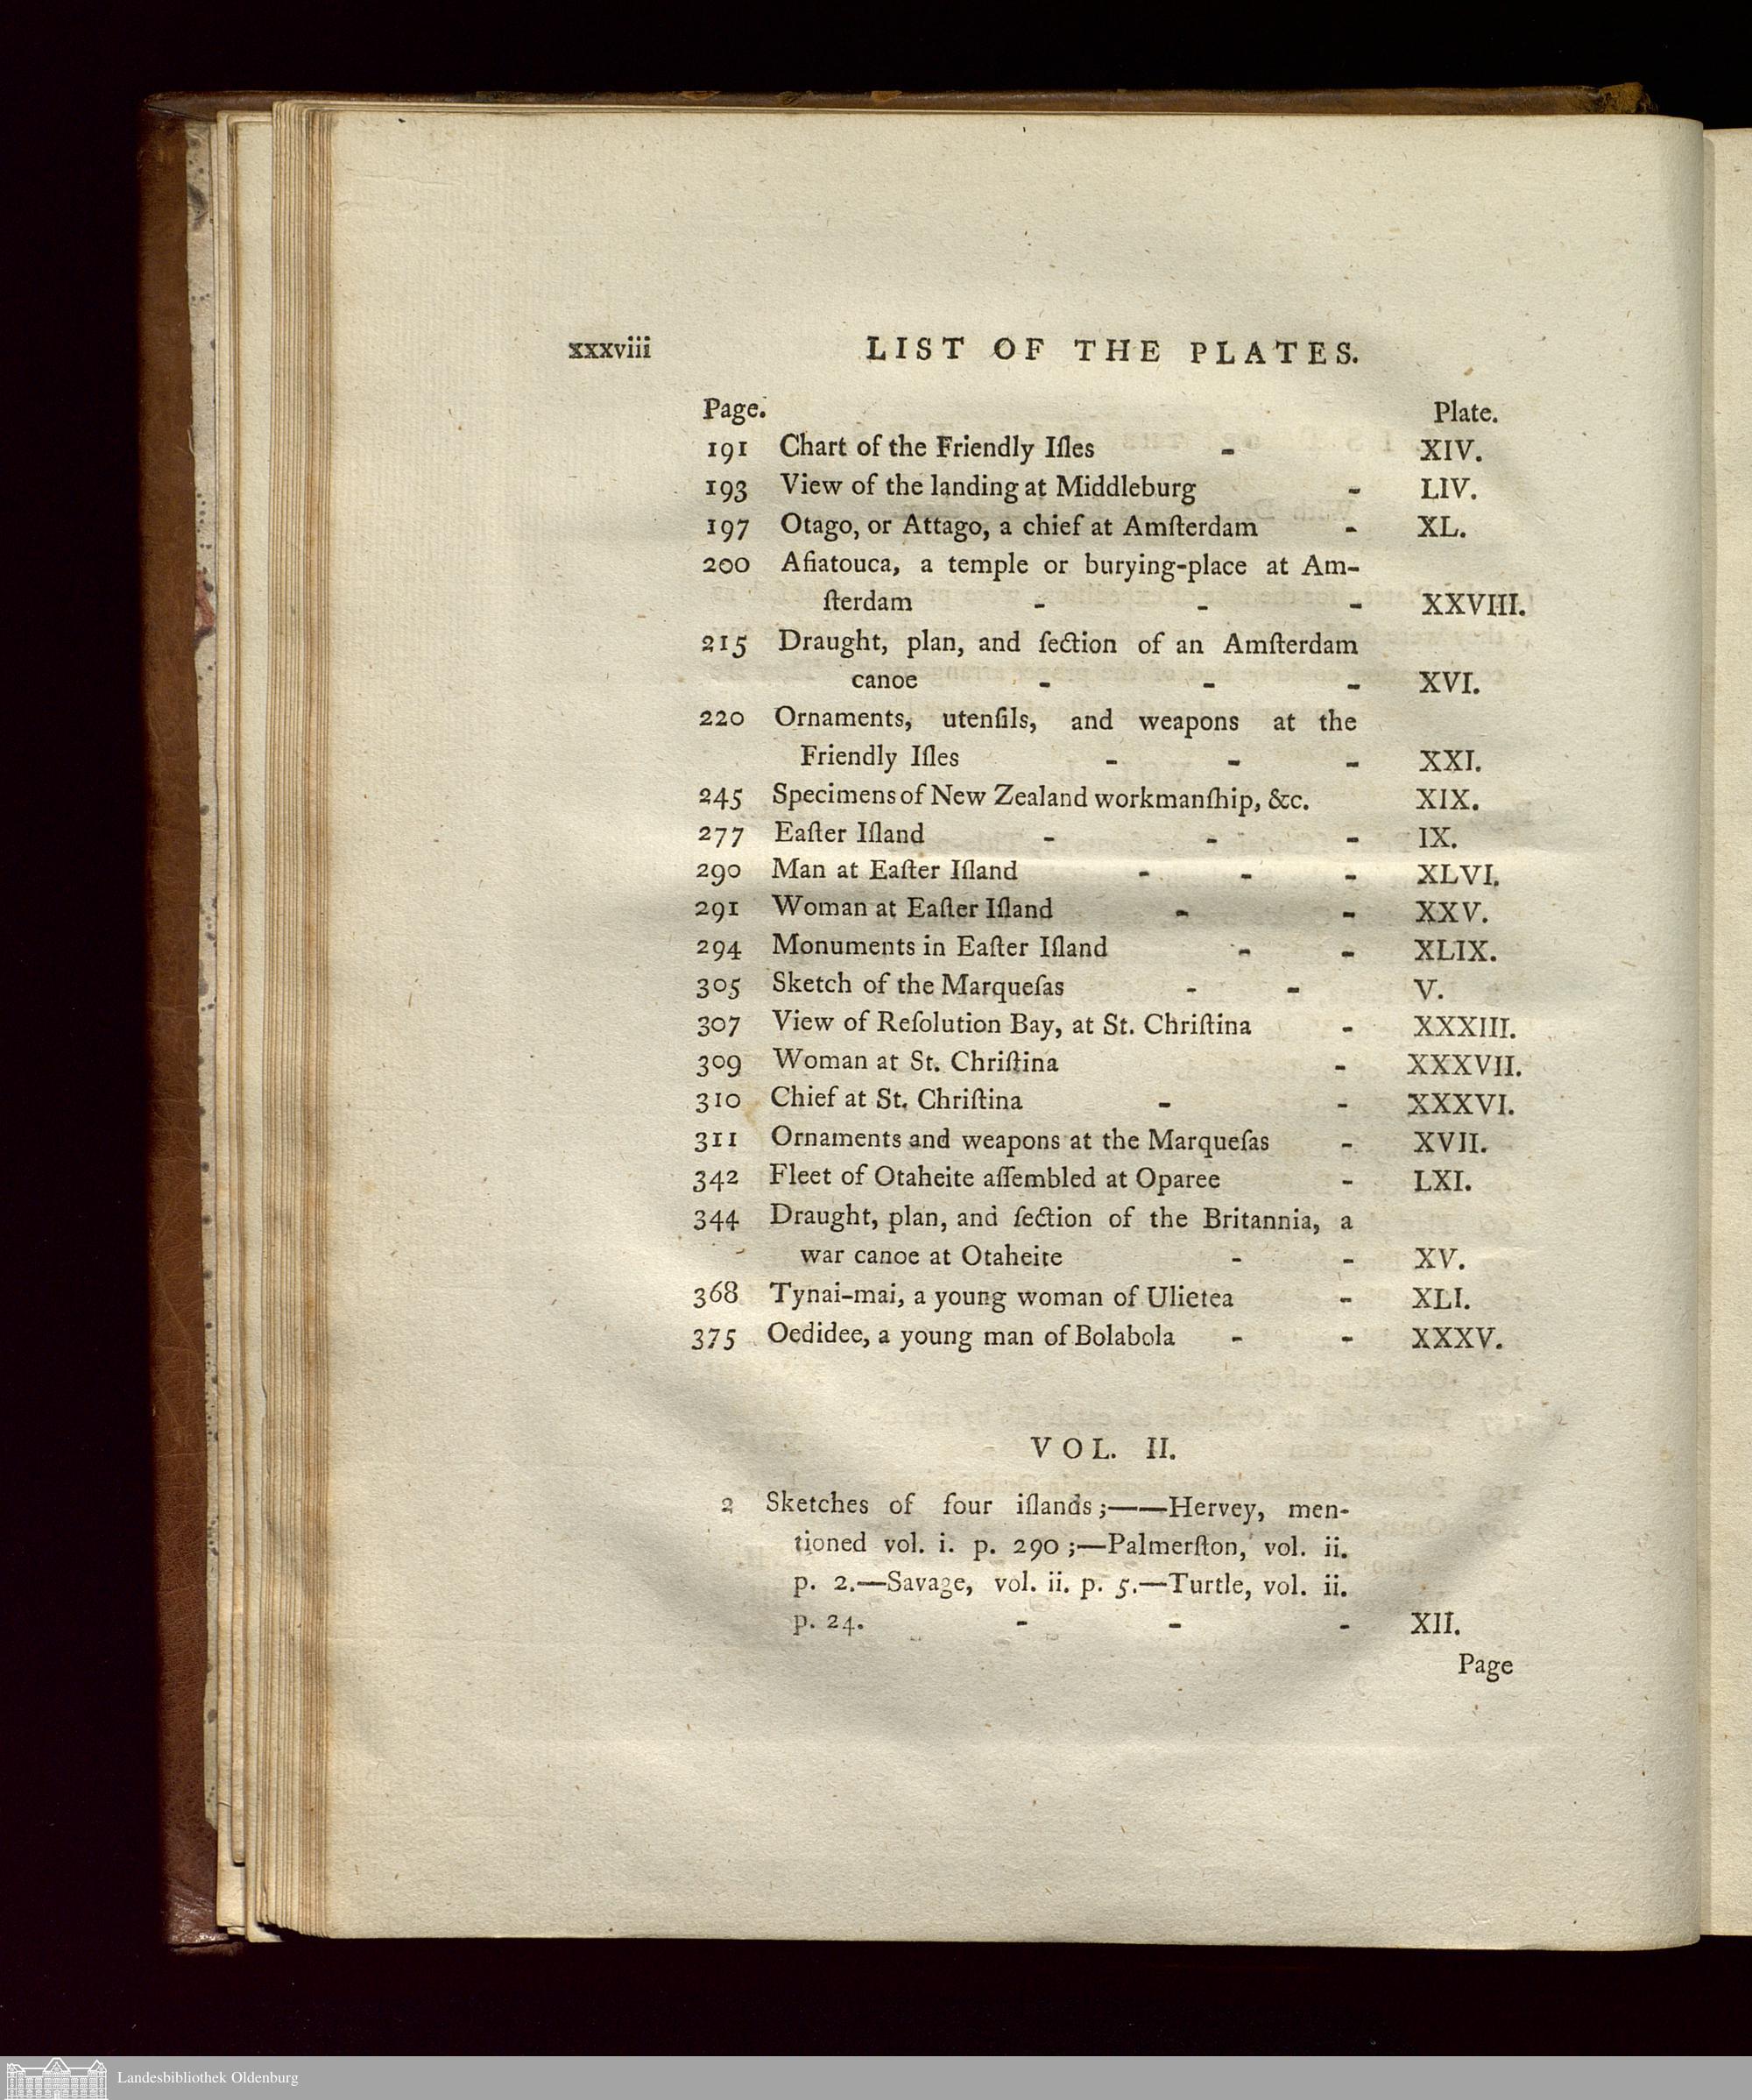 xxxviii LIST OF THE PLATES.
Page. Plate.
191 Chart of the Friendly Iſles - XIV.
193 View of the landing at Middleburg - LIV.
197 Otago, or Attago, a chief at Amſterdam - XL.
200 Afiatouca, a temple or burying-place at Am-
ſterdam - - - XXVIII.
215 Draught, plan, and ſection of an Amſterdam
canoe - - - XVI.
220 Ornaments, utenſils, and weapons at the
Friendly Iſles - - - XXI.
245 Specimens of New Zealand workmanſhip, &c. XIX.
277 Eaſter Iſland - - - IX.
290 Man at Eaſter Iſland - - - XLVI.
291 Woman at Eaſter Iſland - - XXV.
294 Monuments in Eaſter Iſland - - XLIX.
305 Sketch of the Marqueſas - - V.
307 View of Reſolution Bay, at St. Chriſtina - XXXIII.
309 Woman at St. Chriſtina - XXXVII.
310 Chief at St. Chriſtina - - XXXVI.
311 Ornaments and weapons at the Marqueſas - XVII.
342 Fleet of Otaheite aſſembled at Oparee - LXI.
344 Draught, plan, and ſection of the Britannia, a
war canoe at Otaheite - - XV.
368 Tynai-mai, a young woman of Ulietea - XLI.
375 Oedidee, a young man of Bolabola - - XXXV.
VOL. II.
2 Sketches of four iſlands;——Hervey, men-
tioned vol. i. p. 290;—Palmerſton, vol. ii.
p. 2.—Savage, vol. ii. p. 5.—Turtle, vol. ii.
p. 24. - - - XII.
Page
Landesbibliothek Oldenburg